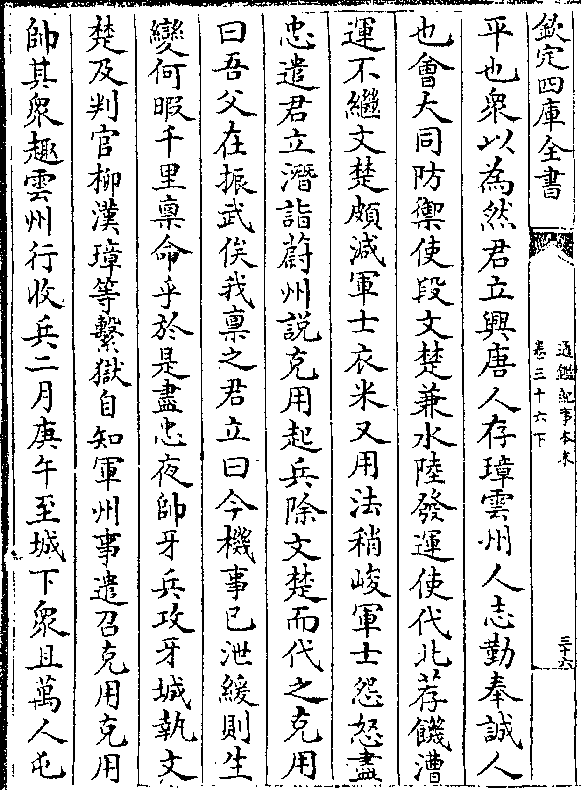 欽定四庫全書
通鑑紀事本末
卷三十六下
三十六
平也衆以為然君立興唐人存璋雲州人志勤奉誠人
也會大同防禦使段文楚兼水陸發運使代北荐饑漕
運不繼文楚頗減軍士衣米又用法稍峻軍士怨怒盡
忠遣君立潛詣蔚州説克用起兵除文楚而代之克用
曰吾父在振武俟我禀之君立曰今機事已泄緩則生
變何暇千里禀命乎於是盡忠夜帥牙兵攻牙城執文
楚及判官柳漢璋等繫獄自知軍州事遣召克用克用
帥其衆趣雲州行收兵二月庚午至城下衆且萬人屯